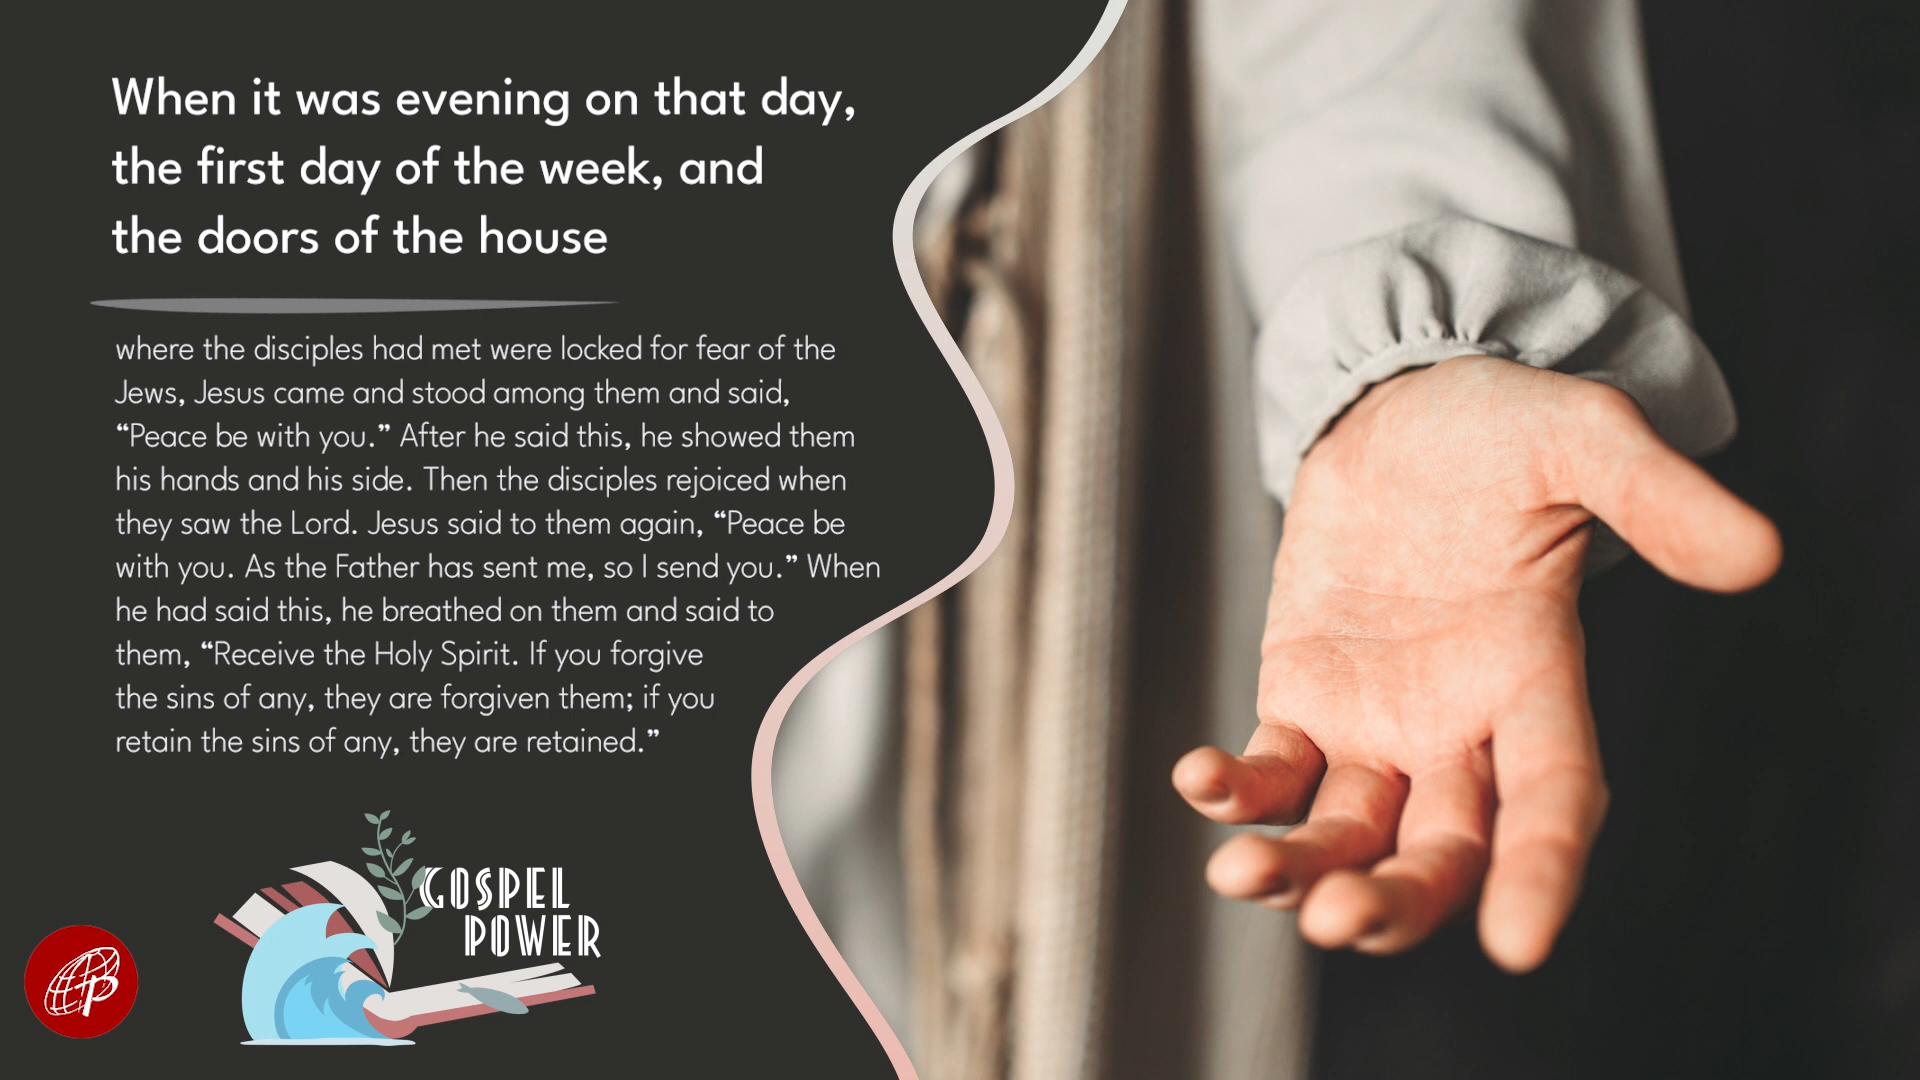 When it was evening on that day,
the first day of the week, and
the doors of the house
where the disciples had met were locked for fear of the
Jews, Jesus came and stood among them and said,
“Peace be with you.” After he said this, he showed them
his hands and his side. Then the disciples rejoiced when
they saw the Lord. Jesus said to them again, “Peace be
with you. As the Father has sent me, so I send you.” When
he had said this, he breathed on them and said to
them, “Receive the Holy Spirit. If you forgive
the sins of any, they are forgiven them; if you
retain the sins of any, they are retained.”
GOSPEL
POWER
P